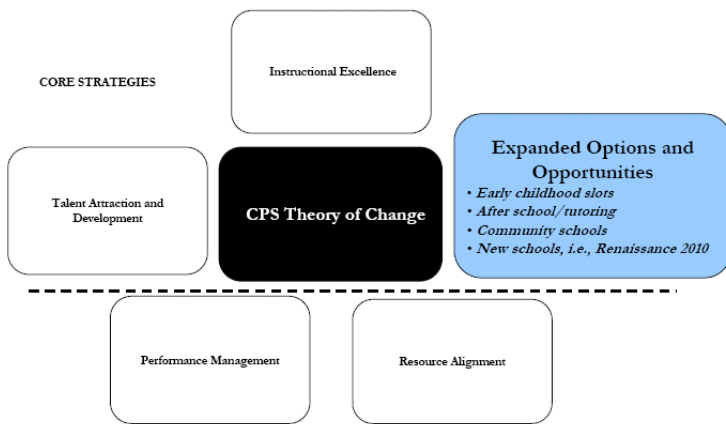 Instructional Excellence
CORE STRATEGIES
Expanded Options and
Opportunities
• Early childhood slots
• After school/tutoring
• Community schools
• New schools, i.e., Renaissance 2010
Talent Attraction and
Development
CPS Theory of Change
Performance Management
Resource Alignment